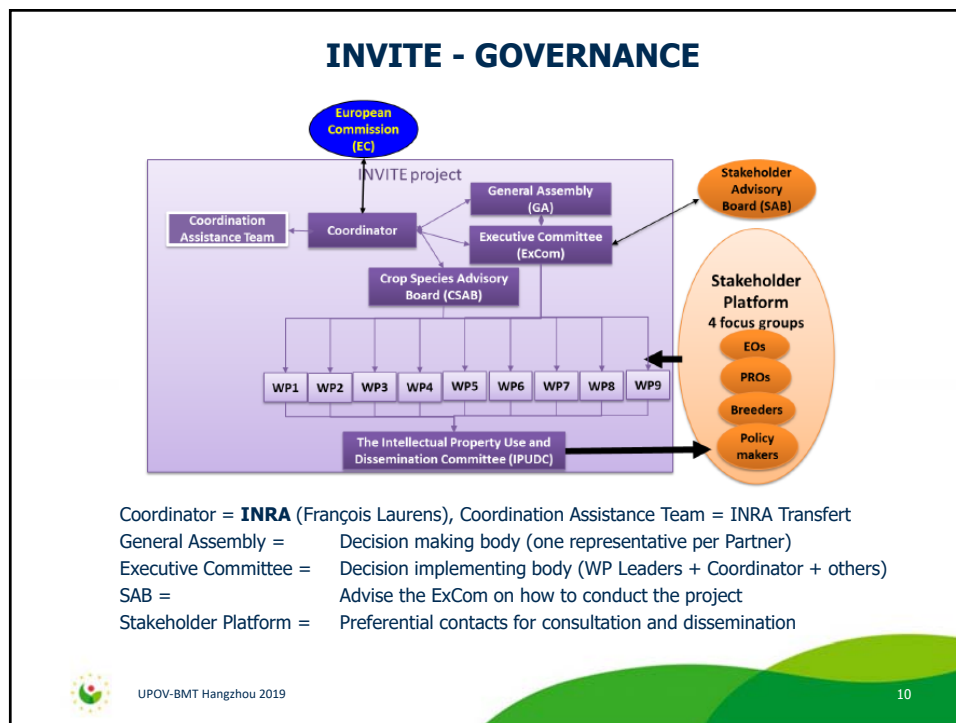 INVITE - GOVERNANCE
European
Commission
(EC)
INVITE project
General Assembly
(GA)
Stakeholder
Advisory
Board (SAB)
Coordination
Assistance Team
Coordinator
Executive Committee
(ExCom)
Crop Species Advisory
Board (CSAB)
Stakeholder
Platform
4 focus groups
EOs
PROs
Breeders
Policy
makers
WP1 WP2 WP3 WP4 WP5 WP6 WP7 WP8 WP9
The Intellectual Property Use and
Dissemination Committee (IPUDC)
Coordinator = INRA (François Laurens), Coordination Assistance Team = INRA Transfert
General Assembly = Decision making body (one representative per Partner)
Executive Committee = Decision implementing body (WP Leaders + Coordinator + others)
SAB = Advise the ExCom on how to conduct the project
Stakeholder Platform = Preferential contacts for consultation and dissemination
UPOV-BMT Hangzhou 2019
10